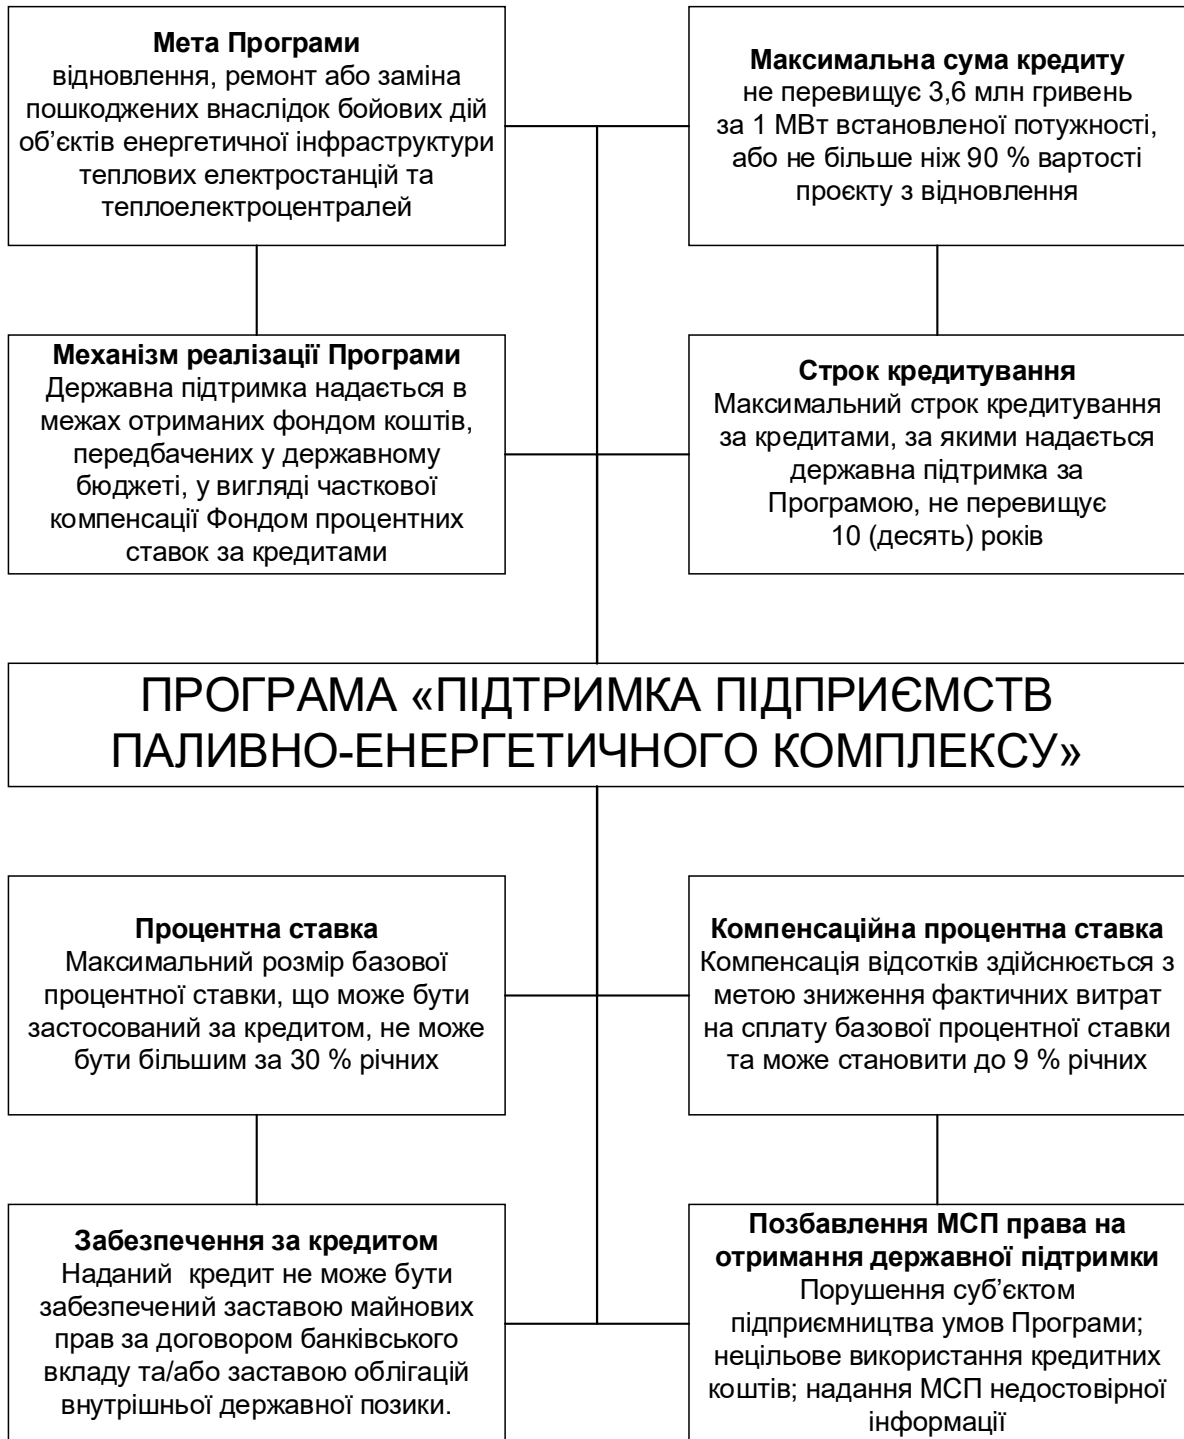 Мета Програми
відновлення, ремонт або заміна
пошкоджених внаслідок бойових дій
об’єктів енергетичної інфраструктури
теплових електростанцій та
теплоелектроцентралей
Максимальна сума кредиту
не перевищує 3,6 млн гривень
за 1 МВт встановленої потужності,
або не більше ніж 90 % вартості
проєкту з відновлення
Механізм реалізації Програми
Державна підтримка надається в
межах отриманих фондом коштів,
передбачених у державному
бюджеті, у вигляді часткової
компенсації Фондом процентних
ставок за кредитами
Строк кредитування
Максимальний строк кредитування
за кредитами, за якими надається
державна підтримка за
Програмою, не перевищує
10 (десять) років
ПРОГРАМА «ПІДТРИМКА ПІДПРИЄМСТВ
ПАЛИВНО-ЕНЕРГЕТИЧНОГО КОМПЛЕКСУ»
Процентна ставка
Максимальний розмір базової
процентної ставки, що може бути
застосований за кредитом, не може
бути більшим за 30 % річних
Компенсаційна процентна ставка
Компенсація відсотків здійснюється з
метою зниження фактичних витрат
на сплату базової процентної ставки
та може становити до 9 % річних
Забезпечення за кредитом
Наданий кредит не може бути
забезпечений заставою майнових
прав за договором банківського
вкладу та/або заставою облігацій
внутрішньої державної позики.
Позбавлення МСП права на
отримання державної підтримки
Порушення суб’єктом
підприємництва умов Програми;
нецільове використання кредитних
коштів; надання МСП недостовірної
інформації